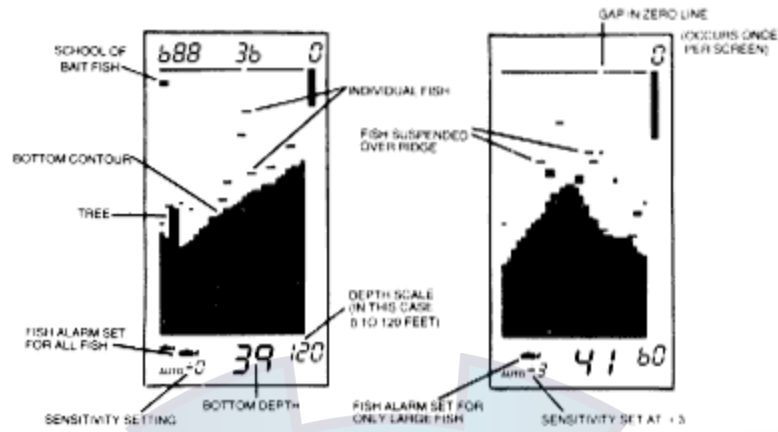 GAP IN ZERO LINE
(OCCURS ONCE
PER SCREEN)
688 36 0
0
SCHOOL OF
BAIT FISH
INDIVIDUAL FISH
FISH SUSPENDED
OVER RIDGE
BOTTOM CONTOUR
TREE
DEPTH SCALE
(IN THIS CASE
0 TO 120 FEET)
FISH ALARM SET
FOR ALL FISH
AUTO +0 39 120
AUTO -3 41 60
SENSITIVITY SETTING
BOTTOM DEPTH
FISH ALARM SET FOR
ONLY LARGE FISH
SENSITIVITY SET AT